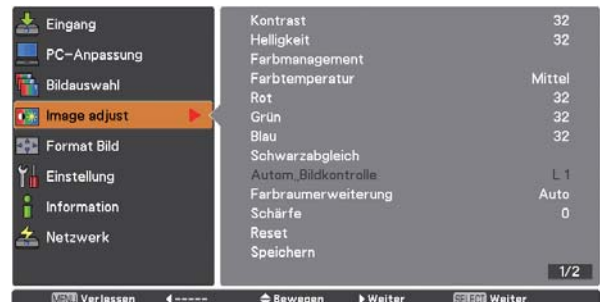 Eingang
PC-Anpassung
Bildauswahl
Image adjust
Format Bild
Einstellung
Information
Netzwerk
Kontrast 32
Helligkeit 32
Farbmanagement
Farbtemperatur Mittel
Rot 32
Grün 32
Blau 32
Schwarzabgleich
Autom_Bildkontrolle L 1
Farbraumerweiterung Auto
Schärfe 0
Reset
Speichern
1/2
MENU Verlassen ----- Bewegen Weiter SELECT Weiter